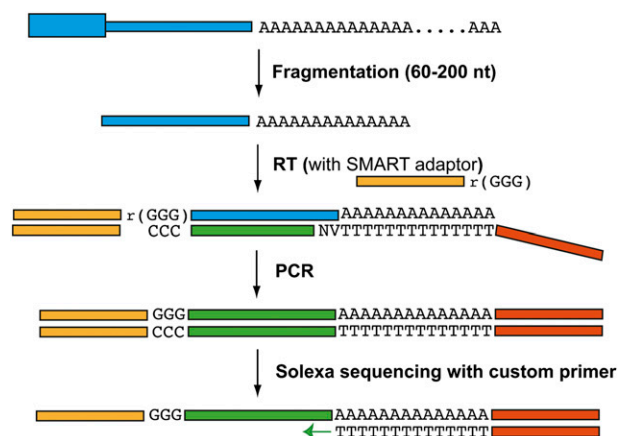 AAAAAAAAAAAAAA.....AAA
Fragmentation (60-200 nt)
AAAAAAAAAAAAAA
RT (with SMART adaptor)
r(GGG)
r(GGG) AAAAAAAAAAAAAA
CCC NVTTTTTTTTTTTTTT
PCR
GGG AAAAAAAAAAAAAA
CCC TTTTTTTTTTTTTT
Solexa sequencing with custom primer
GGG AAAAAAAAAAAAAA
TTTTTTTTTTTTTT